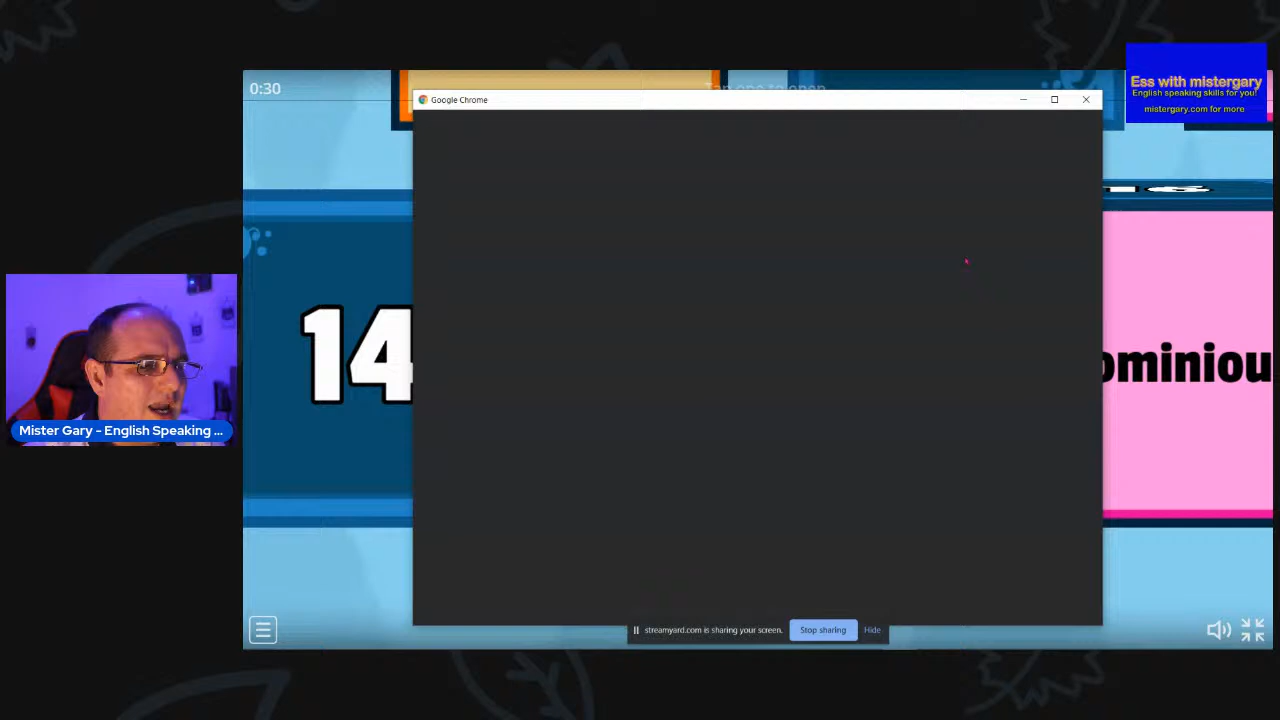 0:30
Google Chrome
Ess with mistergary
English speaking skills for you!
mistergary.com for more
16
14
ominiou
Mister Gary - English Speaking ...
streamyard.com is sharing your screen.
Stop sharing
Hide